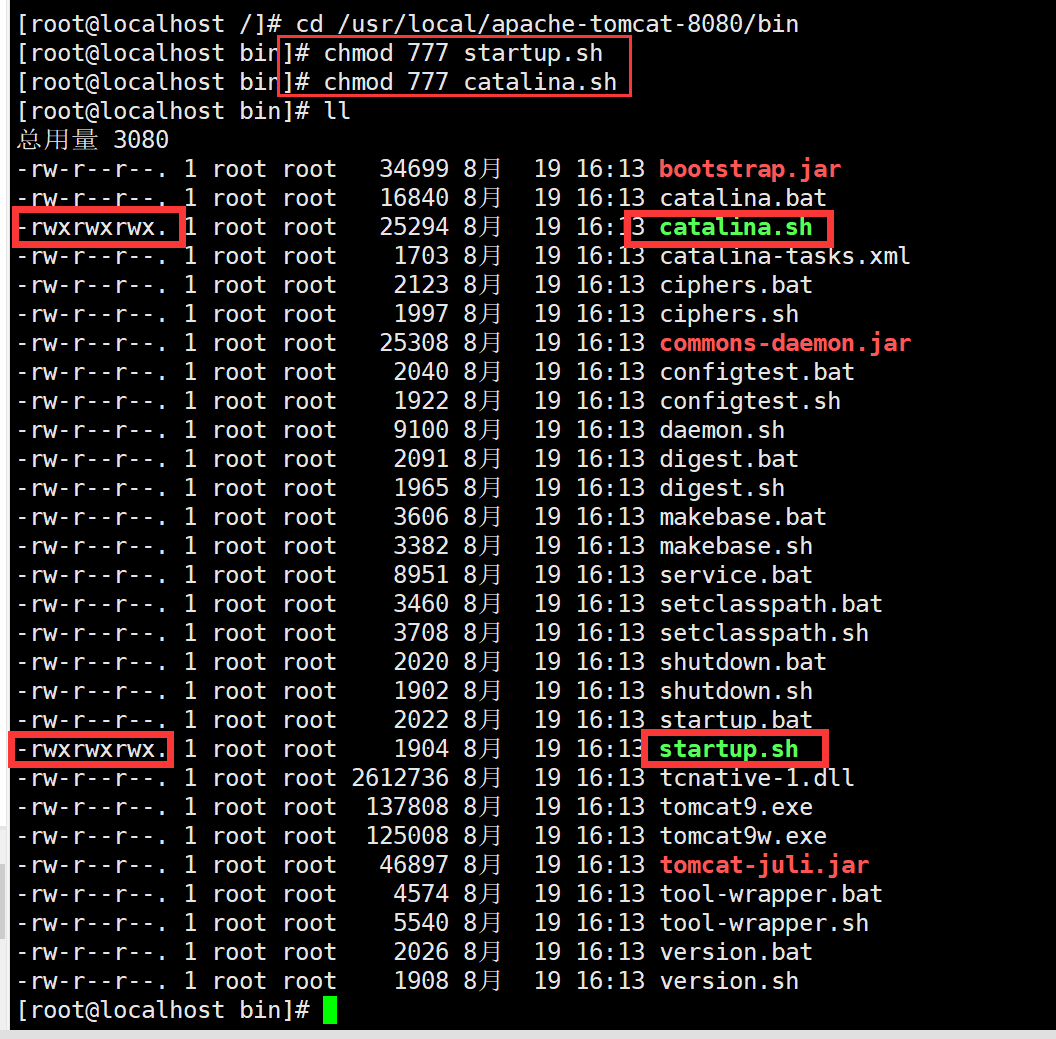 [root@localhost /]# cd /usr/local/apache-tomcat-8080/bin
[root@localhost bin]# chmod 777 startup.sh
[root@localhost bin]# chmod 777 catalina.sh
[root@localhost bin]# ll
总用量 3080
-rw-r--r--. 1 root root   34699 8月  19 16:13 bootstrap.jar
-rw-r--r--. 1 root root   16840 8月  19 16:13 catalina.bat
-rwxrwxrwx. 1 root root   25294 8月  19 16:13 catalina.sh
-rw-r--r--. 1 root root    1703 8月  19 16:13 catalina-tasks.xml
-rw-r--r--. 1 root root    2123 8月  19 16:13 ciphers.bat
-rw-r--r--. 1 root root    1997 8月  19 16:13 ciphers.sh
-rw-r--r--. 1 root root   25308 8月  19 16:13 commons-daemon.jar
-rw-r--r--. 1 root root    2040 8月  19 16:13 configtest.bat
-rw-r--r--. 1 root root    1922 8月  19 16:13 configtest.sh
-rw-r--r--. 1 root root    9100 8月  19 16:13 daemon.sh
-rw-r--r--. 1 root root    2091 8月  19 16:13 digest.bat
-rw-r--r--. 1 root root    1965 8月  19 16:13 digest.sh
-rw-r--r--. 1 root root    3606 8月  19 16:13 makebase.bat
-rw-r--r--. 1 root root    3382 8月  19 16:13 makebase.sh
-rw-r--r--. 1 root root    8951 8月  19 16:13 service.bat
-rw-r--r--. 1 root root    3460 8月  19 16:13 setclasspath.bat
-rw-r--r--. 1 root root    3708 8月  19 16:13 setclasspath.sh
-rw-r--r--. 1 root root    2020 8月  19 16:13 shutdown.bat
-rw-r--r--. 1 root root    1902 8月  19 16:13 shutdown.sh
-rw-r--r--. 1 root root    2022 8月  19 16:13 startup.bat
-rwxrwxrwx. 1 root root    1904 8月  19 16:13 startup.sh
-rw-r--r--. 1 root root 2612736 8月  19 16:13 tcnative-1.dll
-rw-r--r--. 1 root root  137808 8月  19 16:13 tomcat9.exe
-rw-r--r--. 1 root root  125008 8月  19 16:13 tomcat9w.exe
-rw-r--r--. 1 root root   46897 8月  19 16:13 tomcat-juli.jar
-rw-r--r--. 1 root root    4574 8月  19 16:13 tool-wrapper.bat
-rw-r--r--. 1 root root    5540 8月  19 16:13 tool-wrapper.sh
-rw-r--r--. 1 root root    2026 8月  19 16:13 version.bat
-rw-r--r--. 1 root root    1908 8月  19 16:13 version.sh
[root@localhost bin]#